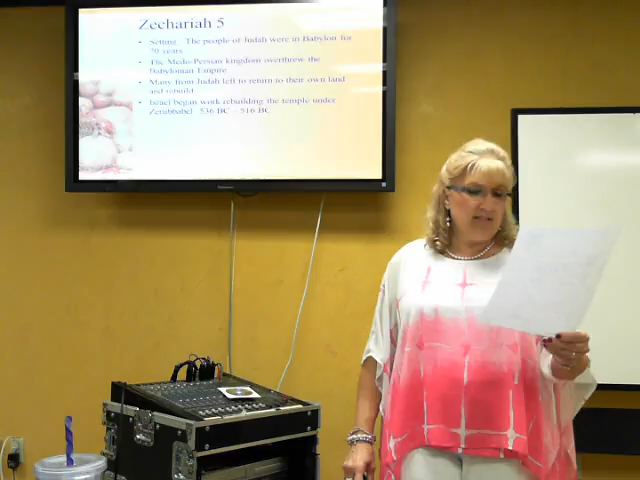 Zechariah 5
• Setting: The people of Judah were in Babylon for
70 years
• The Medo-Persian kingdom overthrew the
Babylonian Empire
• Many from Judah left to return to their own land
and rebuild
• Israel began work rebuilding the temple under
Zerubbabel 536 BC – 516 BC